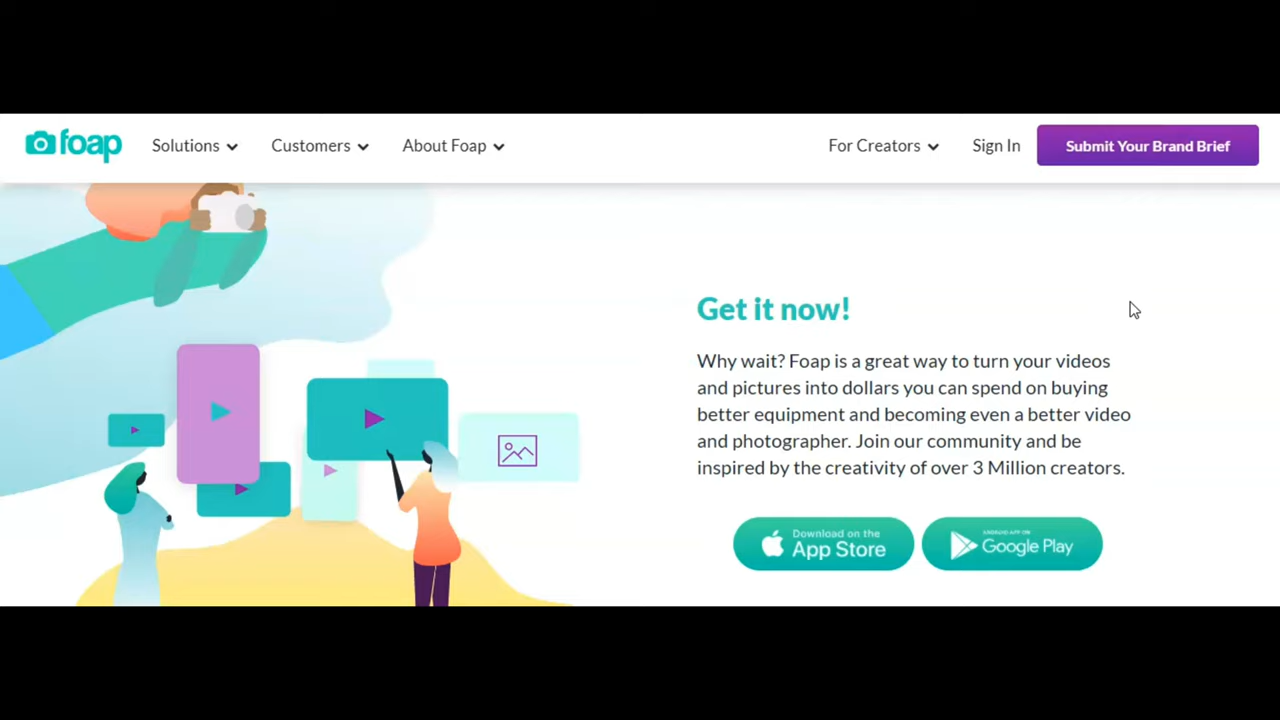 foap
Solutions
Customers
About Foap
For Creators
Sign In
Submit Your Brand Brief
Get it now!
Why wait? Foap is a great way to turn your videos
and pictures into dollars you can spend on buying
better equipment and becoming even a better video
and photographer. Join our community and be
inspired by the creativity of over 3 Million creators.
Download on the
App Store
ANDROID APP ON
Google Play